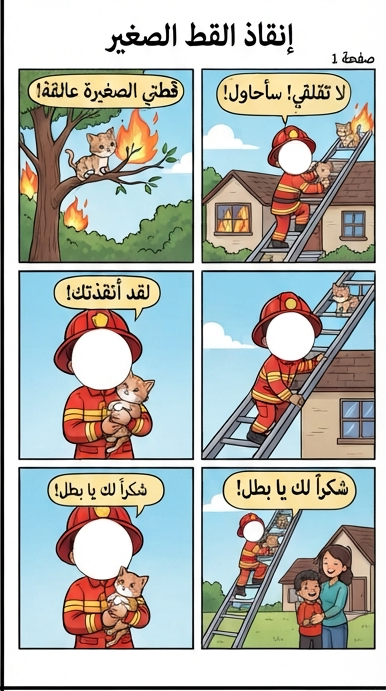 إنقاذ القط الصغير
صفحة 1
لا تقلقي! سأحاول!
قطتي الصغيرة عالقة!
لقد أنقذتك!
شكراً لك يا بطل!
شكراً لك يا بطل!